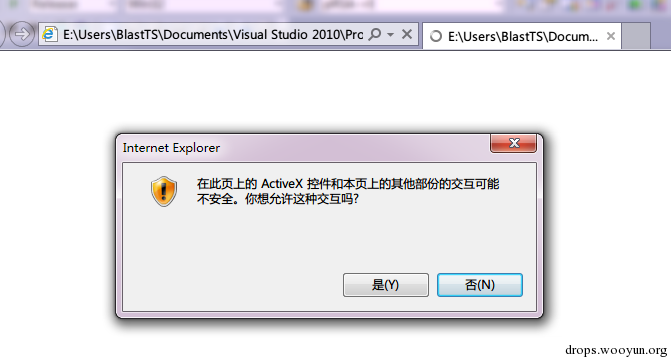 E:\Users\BlastTS\Documents\Visual Studio 2010\Pro
E:\Users\BlastTS\Docum...
Internet Explorer
在此页上的 ActiveX 控件和本页上的其他部份的交互可能
不安全。你想允许这种交互吗?
是(Y)
否(N)
drops.wooyun.org